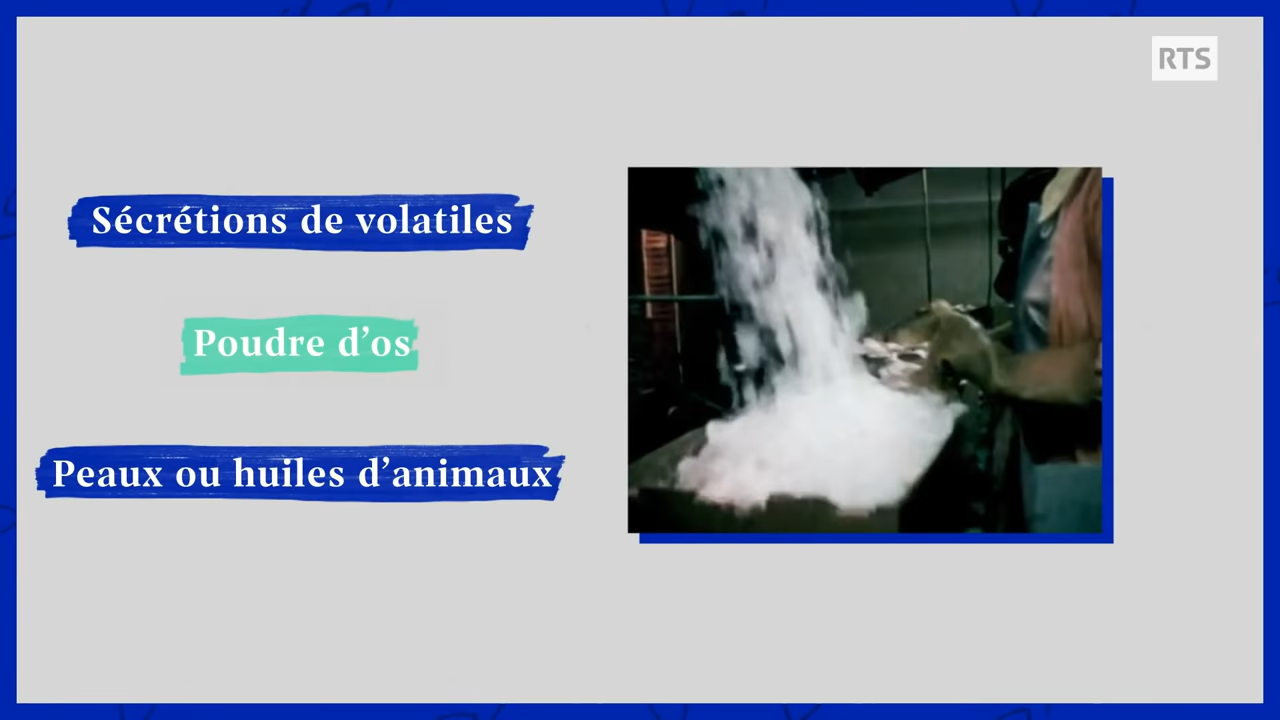 RTS
Sécrétions de volatiles
Poudre d'os
Peaux ou huiles d'animaux